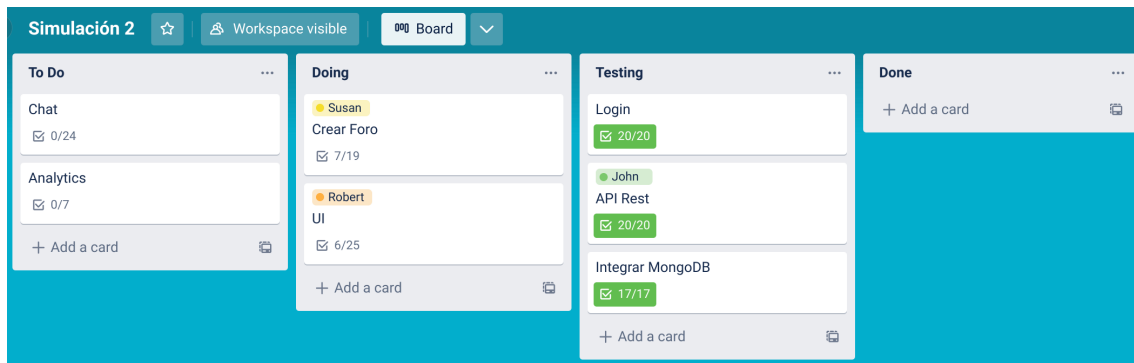 Simulación 2
Workspace visible
Board
To Do
Chat
0/24
Analytics
0/7
+ Add a card
Doing
Susan
Crear Foro
7/19
Robert
UI
6/25
+ Add a card
Testing
Login
20/20
John
API Rest
20/20
Integrar MongoDB
17/17
+ Add a card
Done
+ Add a card